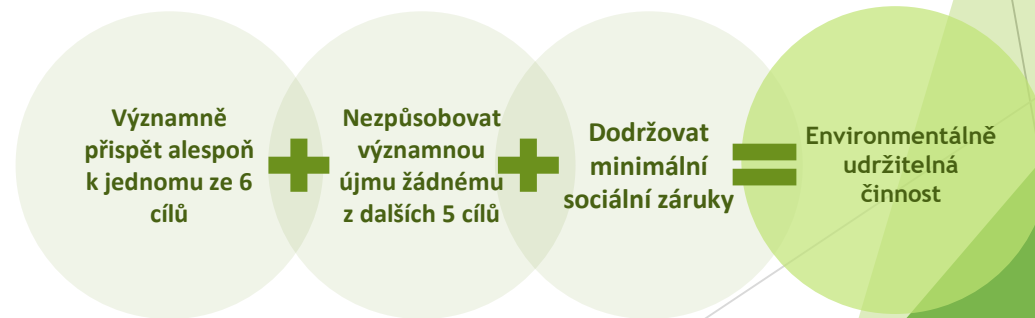 Významně
přispět alespoň
k jednomu ze 6
cílů
Nezpůsobovat
významnou
újmu žádnému
z dalších 5 cílů
Dodržovat
minimální
sociální záruky
Environmentálně
udržitelná
činnost